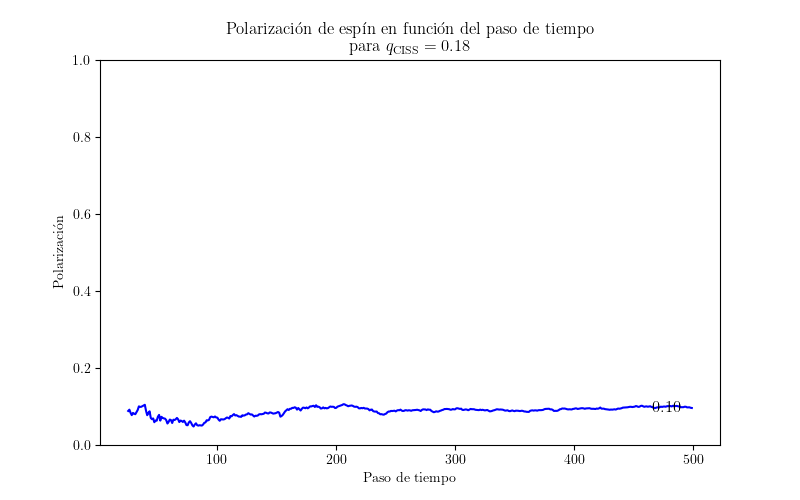 Polarización de espín en función del paso de tiempo
para q_CISS = 0.18
1.0
0.8
0.6
0.4
0.2
0.0
Polarización
0.10
100 200 300 400 500
Paso de tiempo